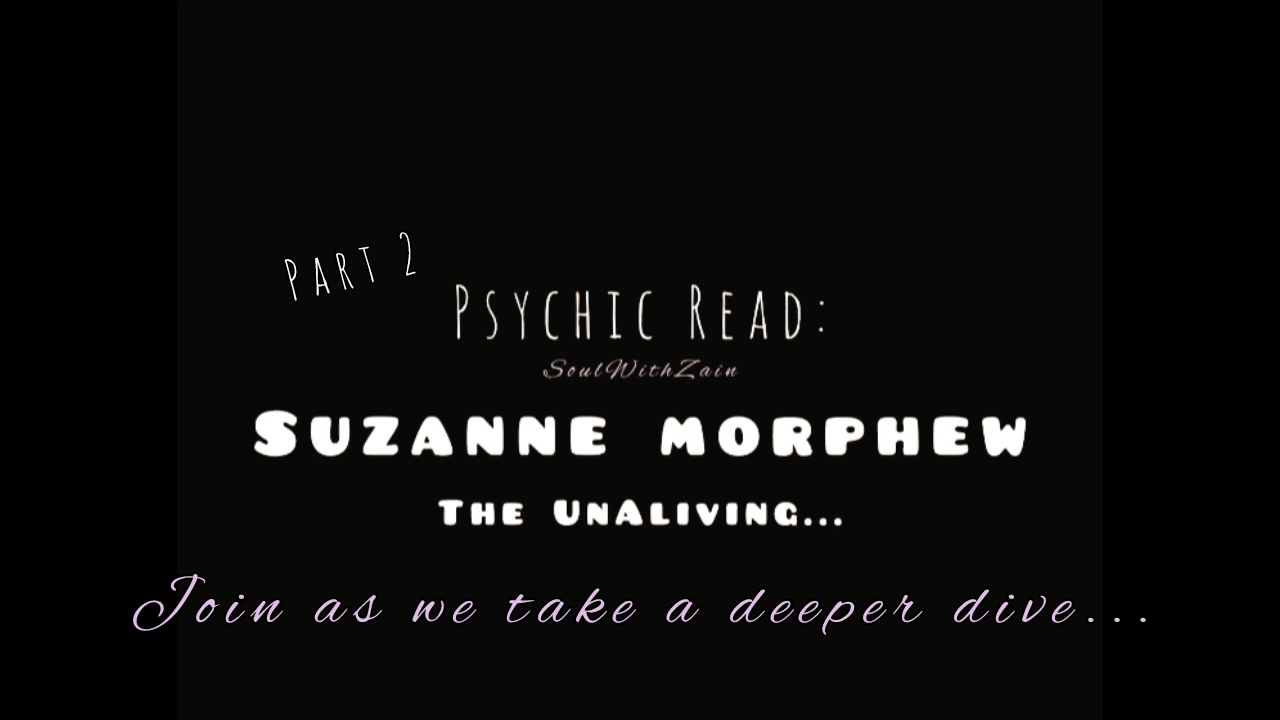 Part 2
Psychic Read:
SoulWithZain
Suzanne morphew
The UnAliving...
Join as we take a deeper dive...